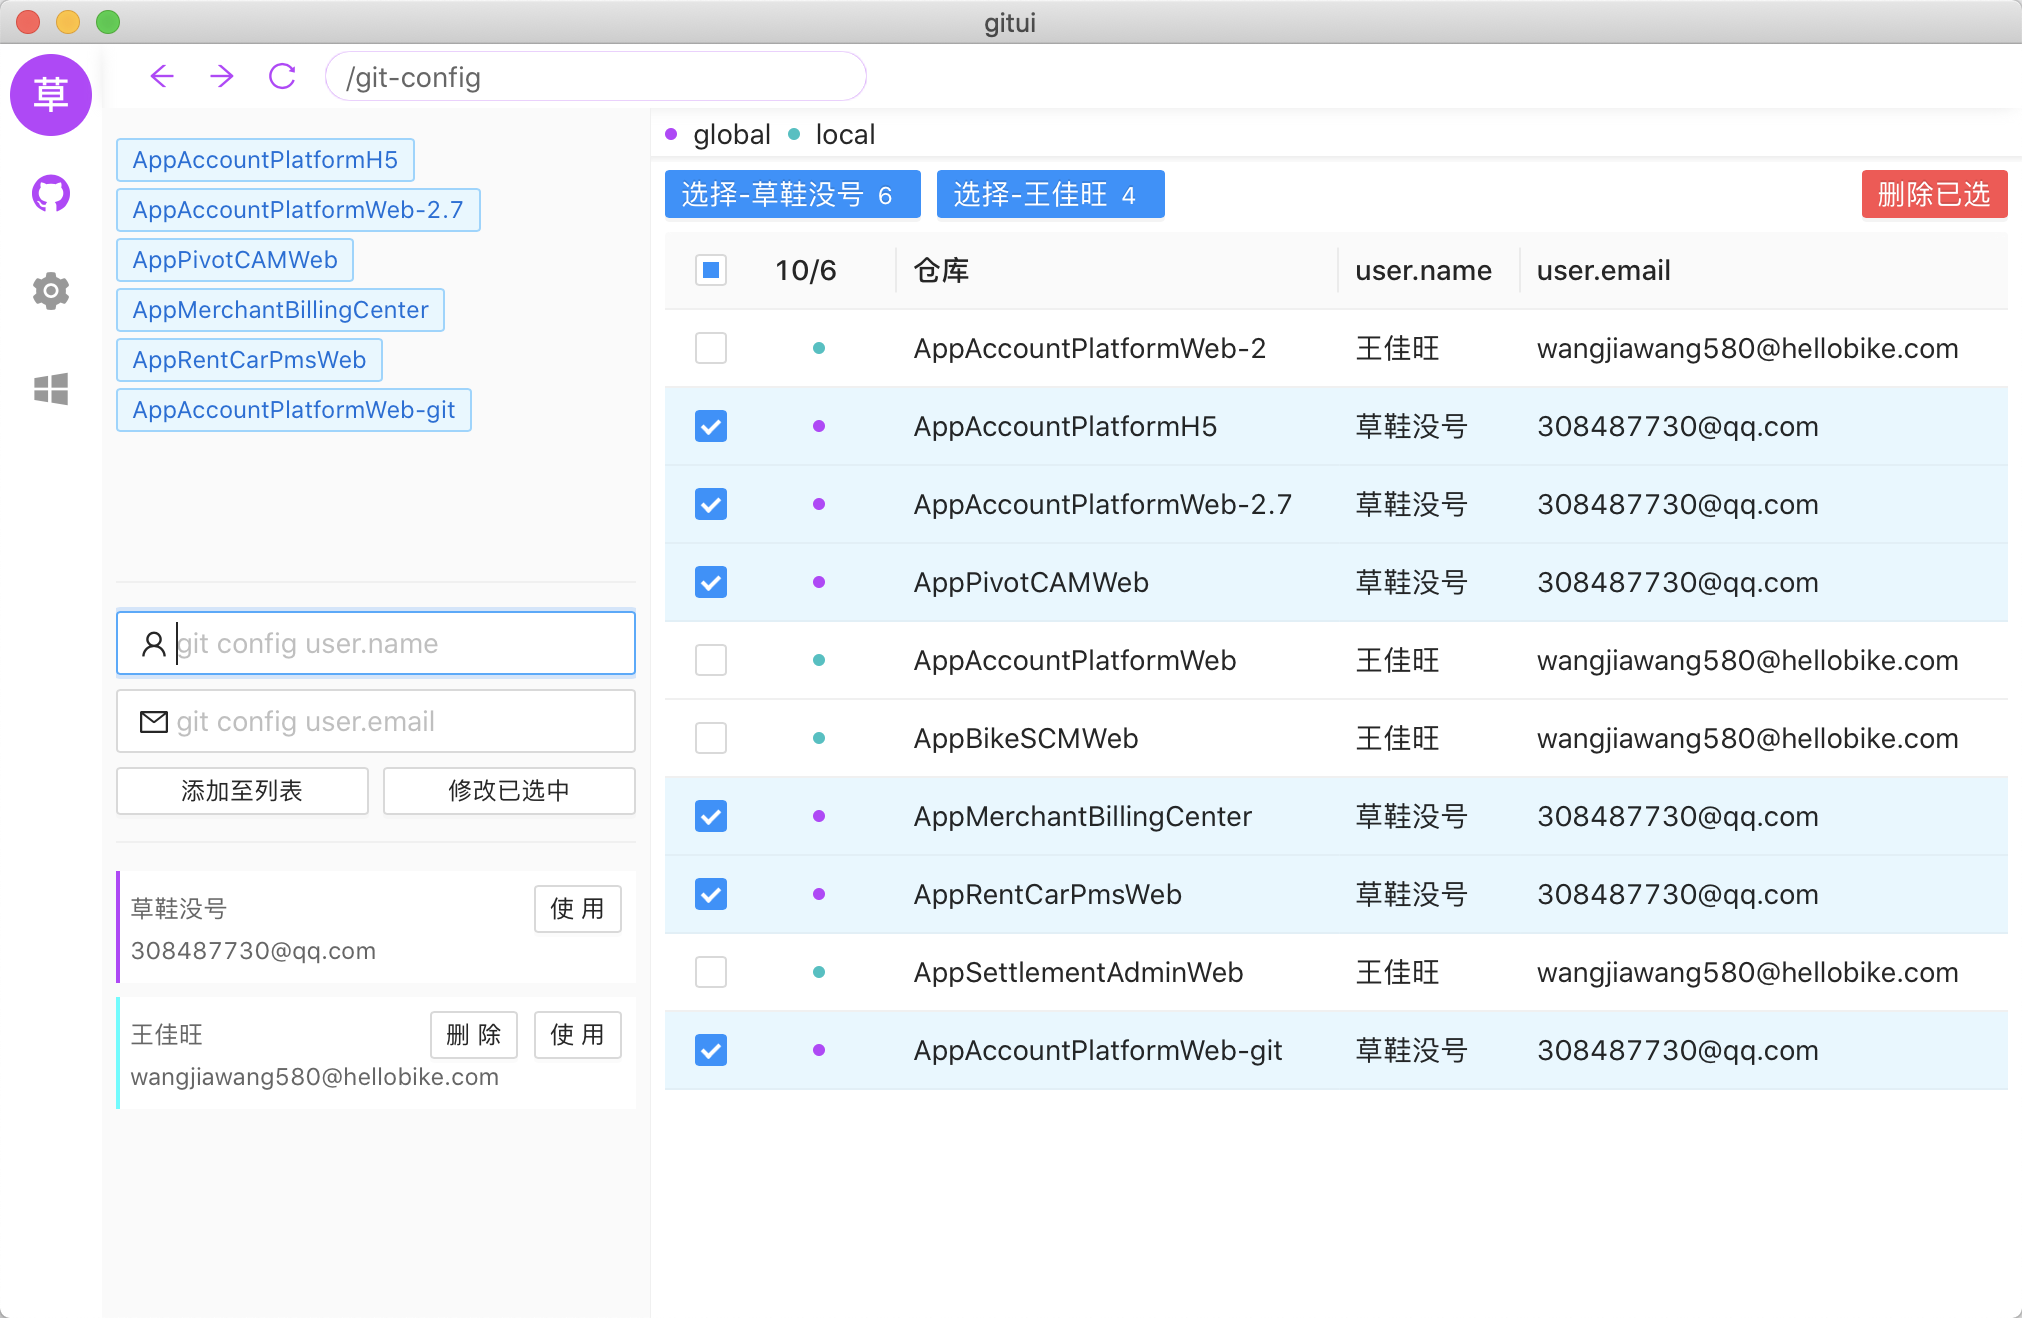 gitui
草
/git-config
AppAccountPlatformH5
AppAccountPlatformWeb-2.7
AppPivotCAMWeb
AppMerchantBillingCenter
AppRentCarPmsWeb
AppAccountPlatformWeb-git
git config user.name
git config user.email
添加至列表 修改已选中
草鞋没号 使 用
308487730@qq.com
王佳旺 删 除 使 用
wangjiawang580@hellobike.com
global local
选择-草鞋没号 6 选择-王佳旺 4 删除已选
10/6 仓库 user.name user.email
AppAccountPlatformWeb-2 王佳旺 wangjiawang580@hellobike.com
AppAccountPlatformH5 草鞋没号 308487730@qq.com
AppAccountPlatformWeb-2.7 草鞋没号 308487730@qq.com
AppPivotCAMWeb 草鞋没号 308487730@qq.com
AppAccountPlatformWeb 王佳旺 wangjiawang580@hellobike.com
AppBikeSCMWeb 王佳旺 wangjiawang580@hellobike.com
AppMerchantBillingCenter 草鞋没号 308487730@qq.com
AppRentCarPmsWeb 草鞋没号 308487730@qq.com
AppSettlementAdminWeb 王佳旺 wangjiawang580@hellobike.com
AppAccountPlatformWeb-git 草鞋没号 308487730@qq.com